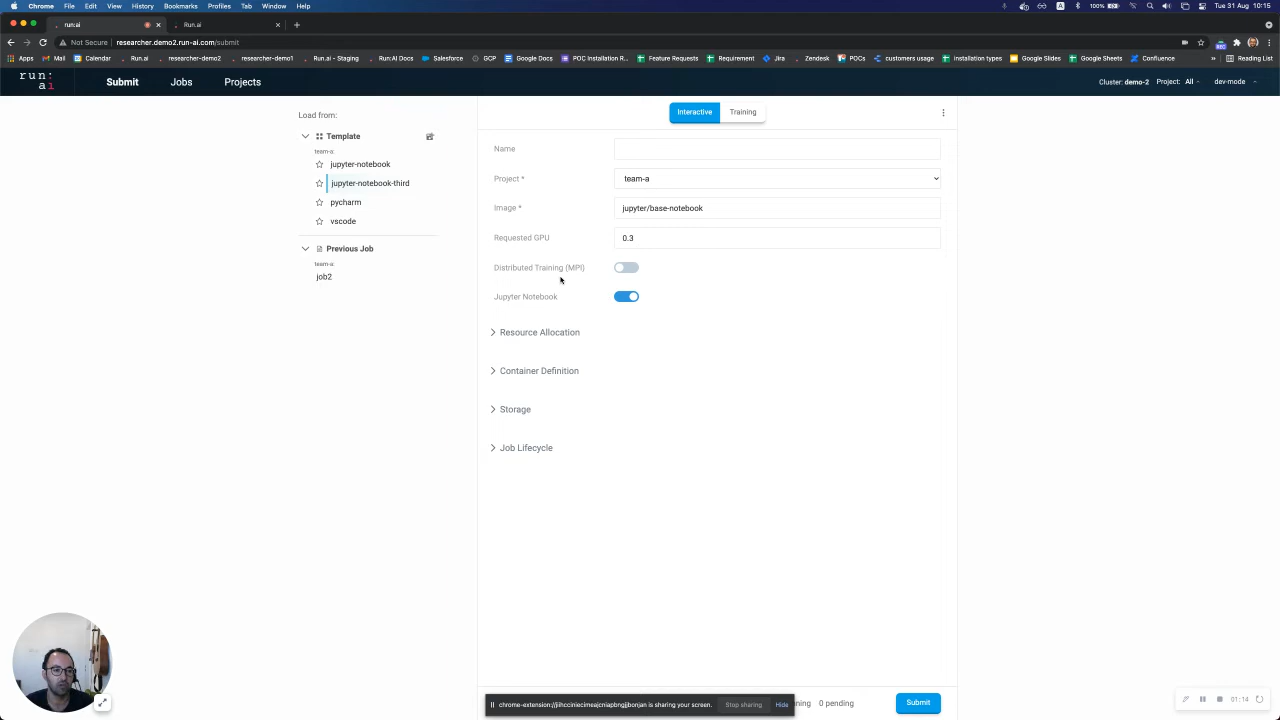 Chrome File Edit View History Bookmarks Profiles Tab Window Help 100% Tue 31 Aug 10:15
run:ai Run.ai
Not Secure researcher.demo2.run-ai.com/submit
Apps Mail Calendar Run.ai researcher-demo2 researcher-demo1 Run.ai - Staging Run:AI Docs Salesforce GCP Google Docs POC Installation R... Feature Requests Requirement Jira Zendesk POCs customers usage Google Slides installation types Google Sheets Confluence » Reading List
run:
ai
Submit Jobs Projects Cluster: demo-2 Project: All dev-mode
Load from:
Template
team-a:
jupyter-notebook
jupyter-notebook-third
pycharm
vscode
Previous Job
team-a:
job2
Interactive Training
Name
Project * team-a
Image * jupyter/base-notebook
Requested GPU 0.3
Distributed Training (MPI)
Jupyter Notebook
Resource Allocation
Container Definition
Storage
Job Lifecycle
0 pending Submit
Stop sharing Hide
is sharing your screen.
01:14